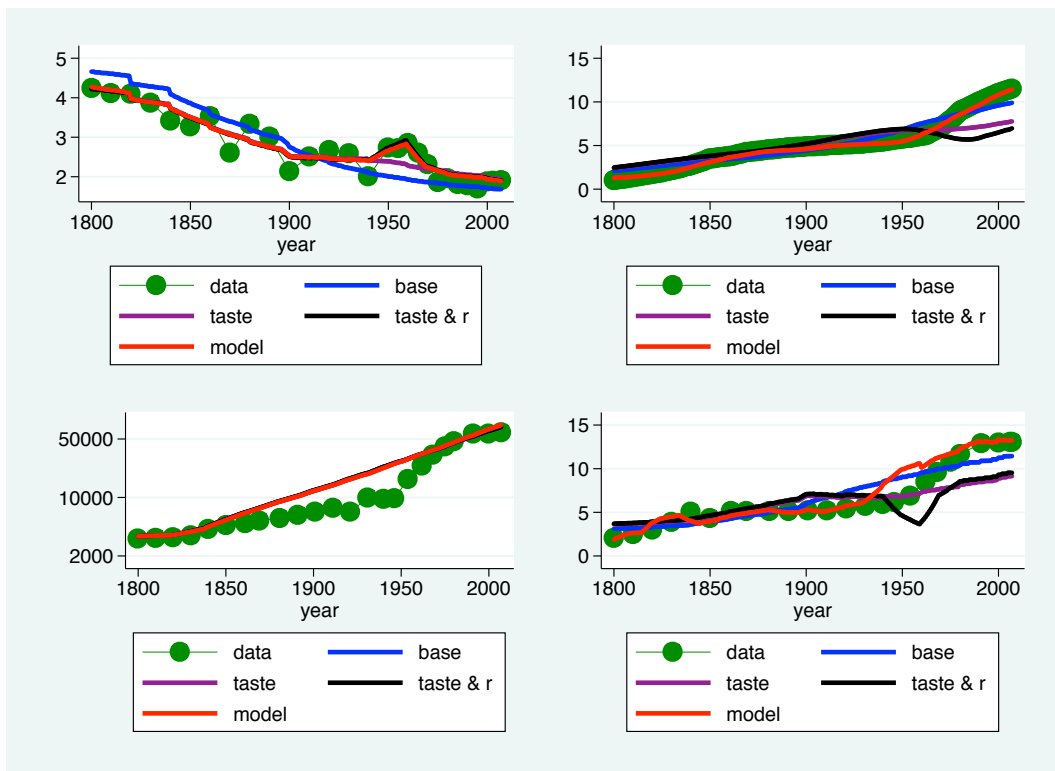 5
4
3
2
1800 1850 1900 1950 2000
year
data base
taste taste & r
model
15
10
5
0
1800 1850 1900 1950 2000
year
data base
taste taste & r
model
50000
10000
2000
1800 1850 1900 1950 2000
year
data base
taste taste & r
model
15
10
5
0
1800 1850 1900 1950 2000
year
data base
taste taste & r
model